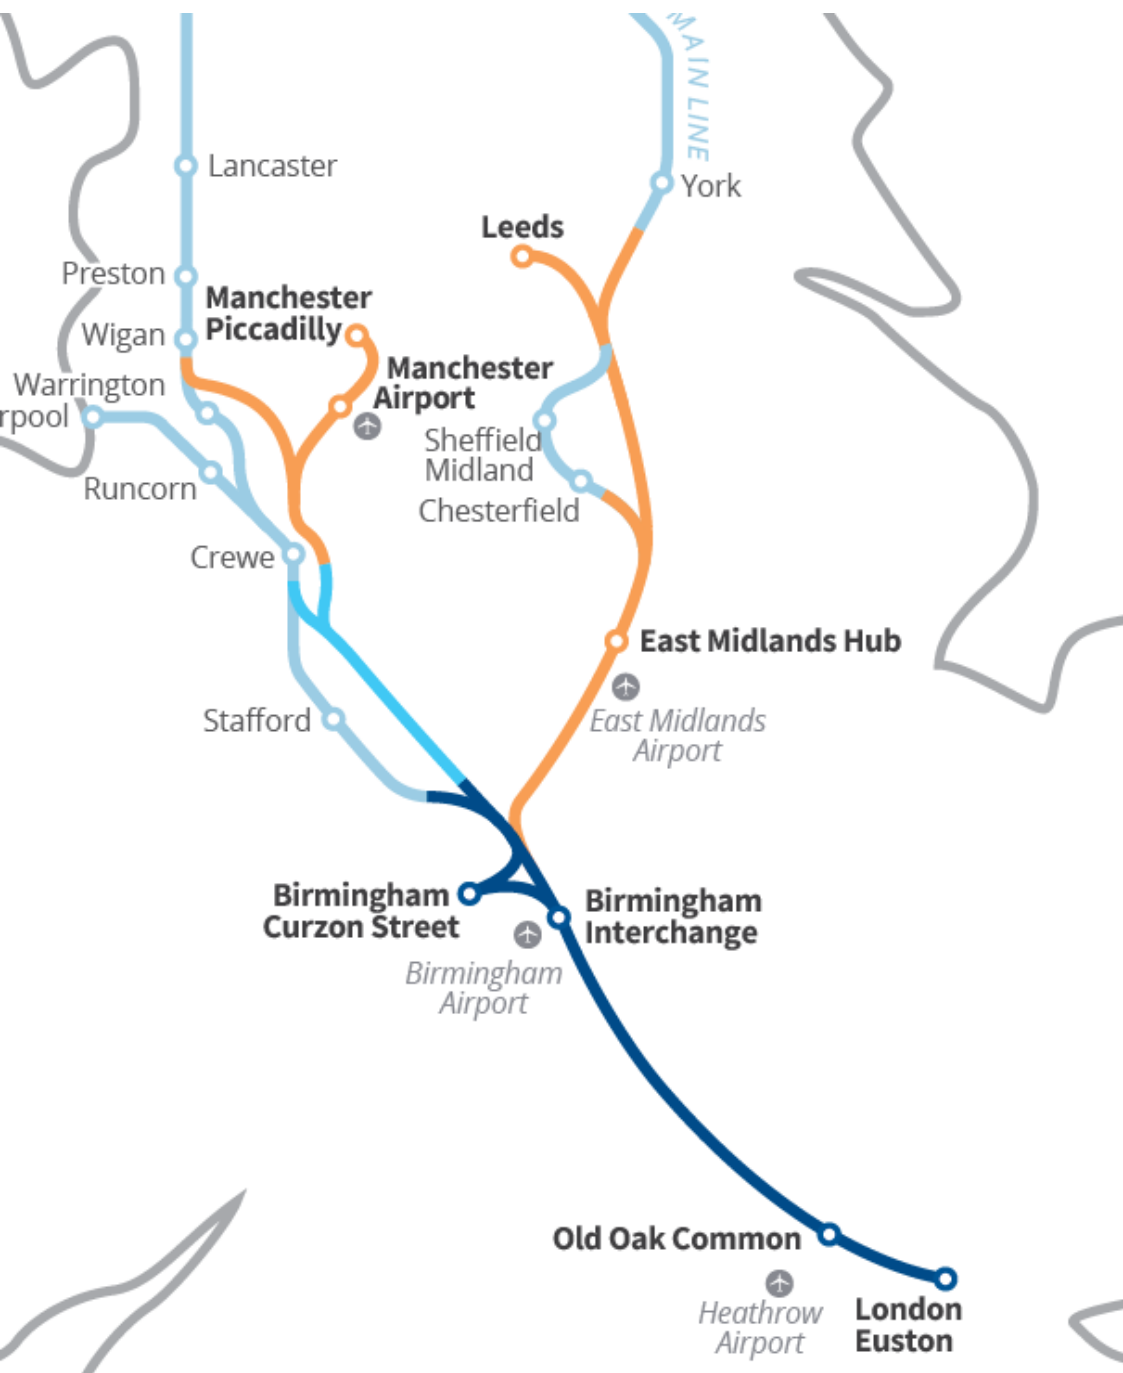 MAIN LINE
Lancaster
York
Leeds
Preston
Manchester
Piccadilly
Wigan
Manchester
Airport
Warrington
rpool
Sheffield
Midland
Runcorn
Chesterfield
Crewe
East Midlands Hub
East Midlands
Airport
Stafford
Birmingham
Curzon Street
Birmingham
Interchange
Birmingham
Airport
Old Oak Common
Heathrow
Airport
London
Euston